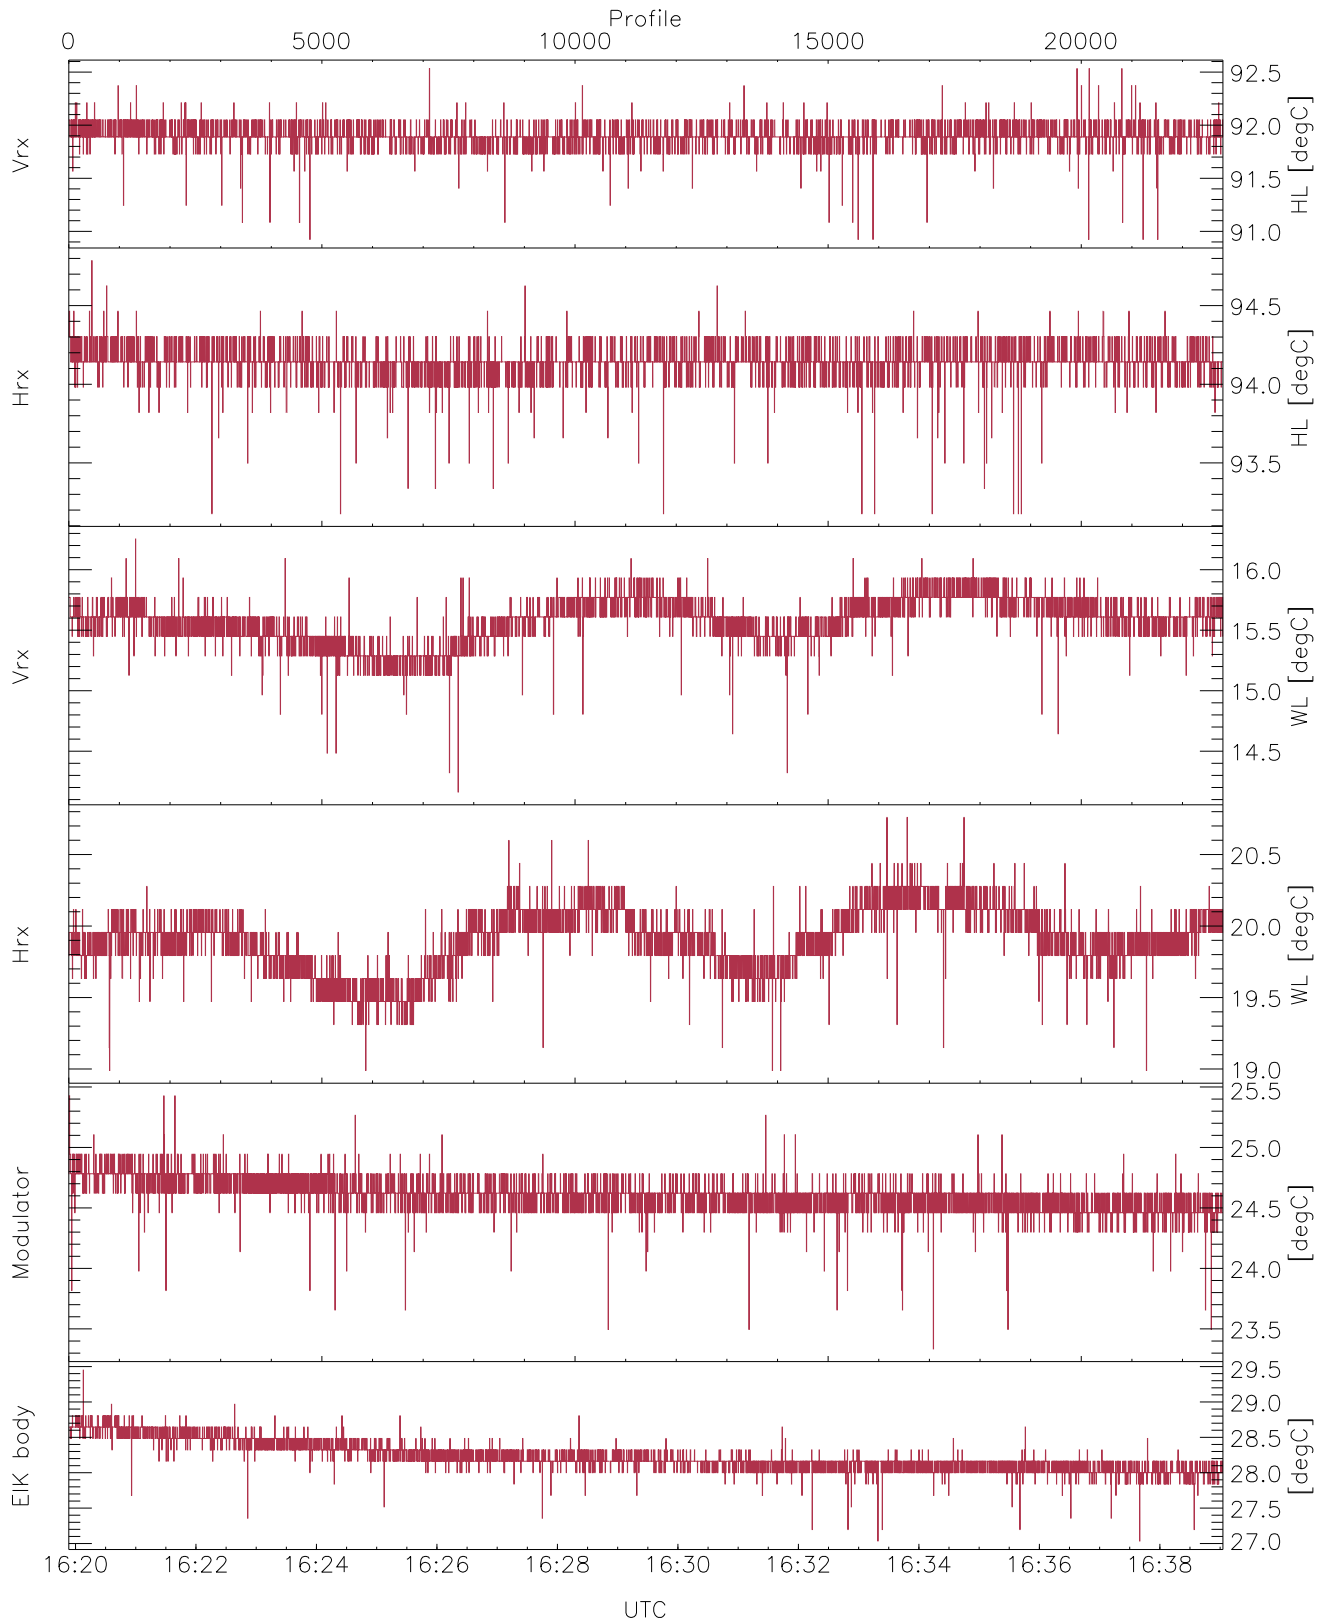 Profile
0 5000 10000 15000 20000
Vrx
92.5
92.0
91.5
91.0
HL [degC]
Hrx
94.5
94.0
93.5
HL [degC]
Vrx
16.0
15.5
15.0
14.5
WL [degC]
Hrx
20.5
20.0
19.5
19.0
WL [degC]
Modulator
25.5
25.0
24.5
24.0
23.5
[degC]
EIK body
29.5
29.0
28.5
28.0
27.5
27.0
[degC]
16:20 16:22 16:24 16:26 16:28 16:30 16:32 16:34 16:36 16:38
UTC